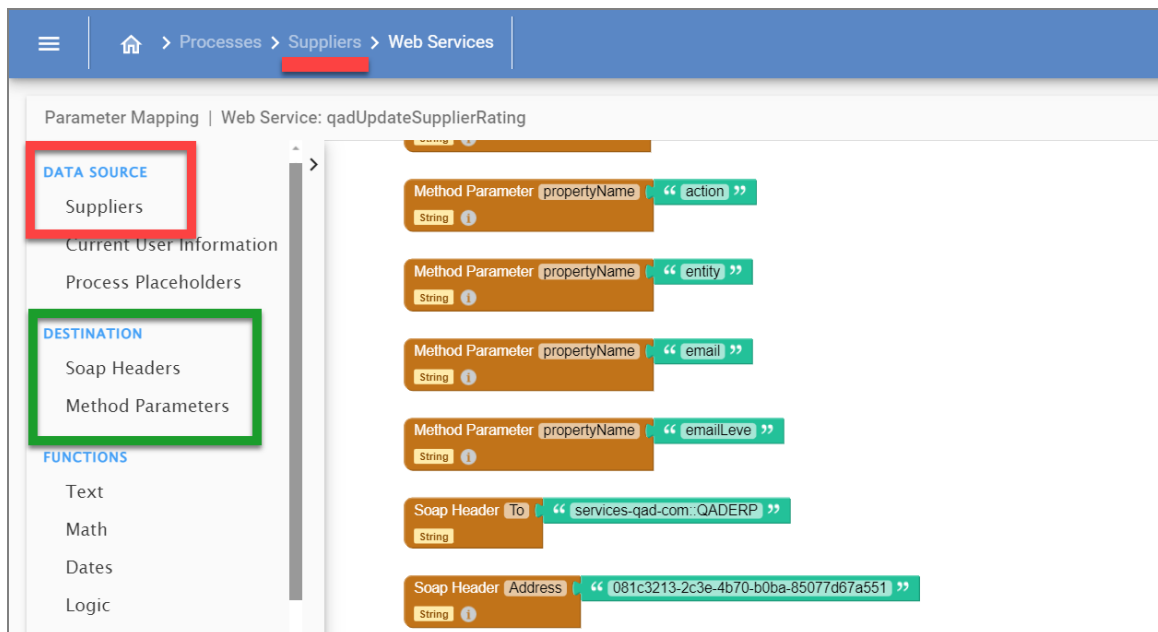 Processes > Suppliers > Web Services
Parameter Mapping | Web Service: qadUpdateSupplierRating
DATA SOURCE
Suppliers
Current User Information
Process Placeholders
DESTINATION
Soap Headers
Method Parameters
FUNCTIONS
Text
Math
Dates
Logic
String
Method Parameter propertyName “ action ”
String
Method Parameter propertyName “ entity ”
String
Method Parameter propertyName “ email ”
String
Method Parameter propertyName “ emailLeve ”
String
Soap Header To “ services-qad-com::QADERP ”
String
Soap Header Address “ 081c3213-2c3e-4b70-b0ba-85077d67a551 ”
String